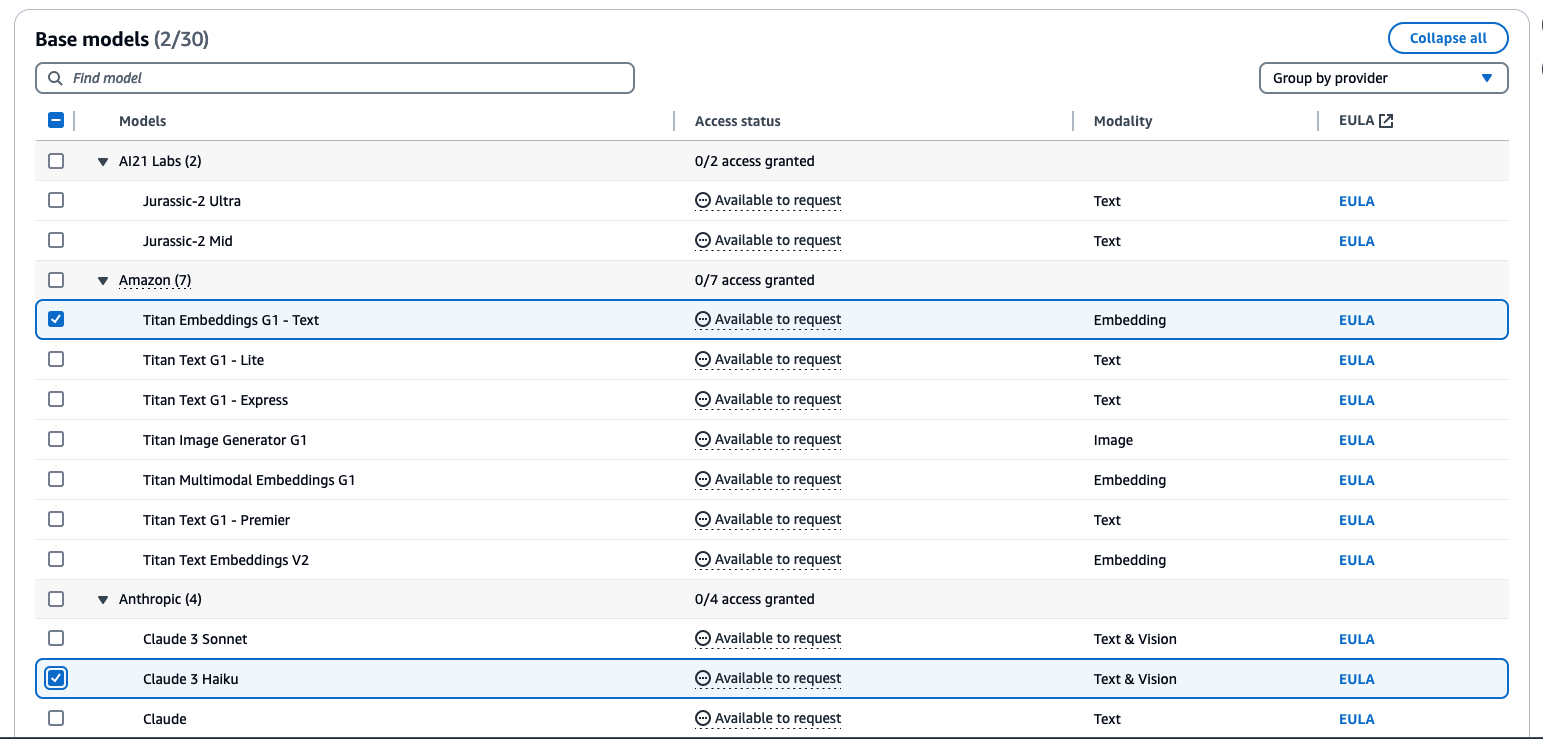 Base models (2/30)
Collapse all
Find model
Group by provider
Models Access status Modality EULA
AI21 Labs (2) 0/2 access granted
Jurassic-2 Ultra Available to request Text EULA
Jurassic-2 Mid Available to request Text EULA
Amazon (7) 0/7 access granted
Titan Embeddings G1 - Text Available to request Embedding EULA
Titan Text G1 - Lite Available to request Text EULA
Titan Text G1 - Express Available to request Text EULA
Titan Image Generator G1 Available to request Image EULA
Titan Multimodal Embeddings G1 Available to request Embedding EULA
Titan Text G1 - Premier Available to request Text EULA
Titan Text Embeddings V2 Available to request Embedding EULA
Anthropic (4) 0/4 access granted
Claude 3 Sonnet Available to request Text & Vision EULA
Claude 3 Haiku Available to request Text & Vision EULA
Claude Available to request Text EULA